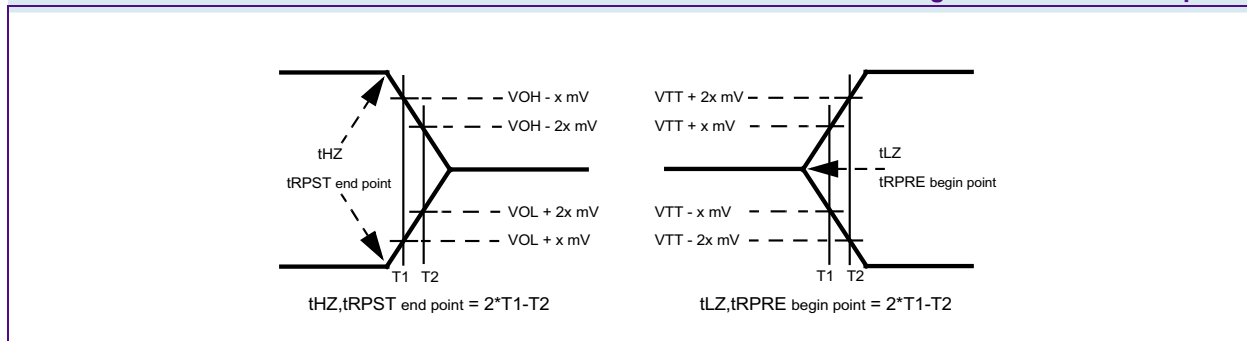 VOH - x mV
VOH - 2x mV
tHZ
tRPST end point
VOL + 2x mV
VOL + x mV
T1 T2
tHZ,tRPST end point = 2*T1-T2
VTT + 2x mV
VTT + x mV
tLZ
tRPRE begin point
VTT - x mV
VTT - 2x mV
T1 T2
tLZ,tRPRE begin point = 2*T1-T2